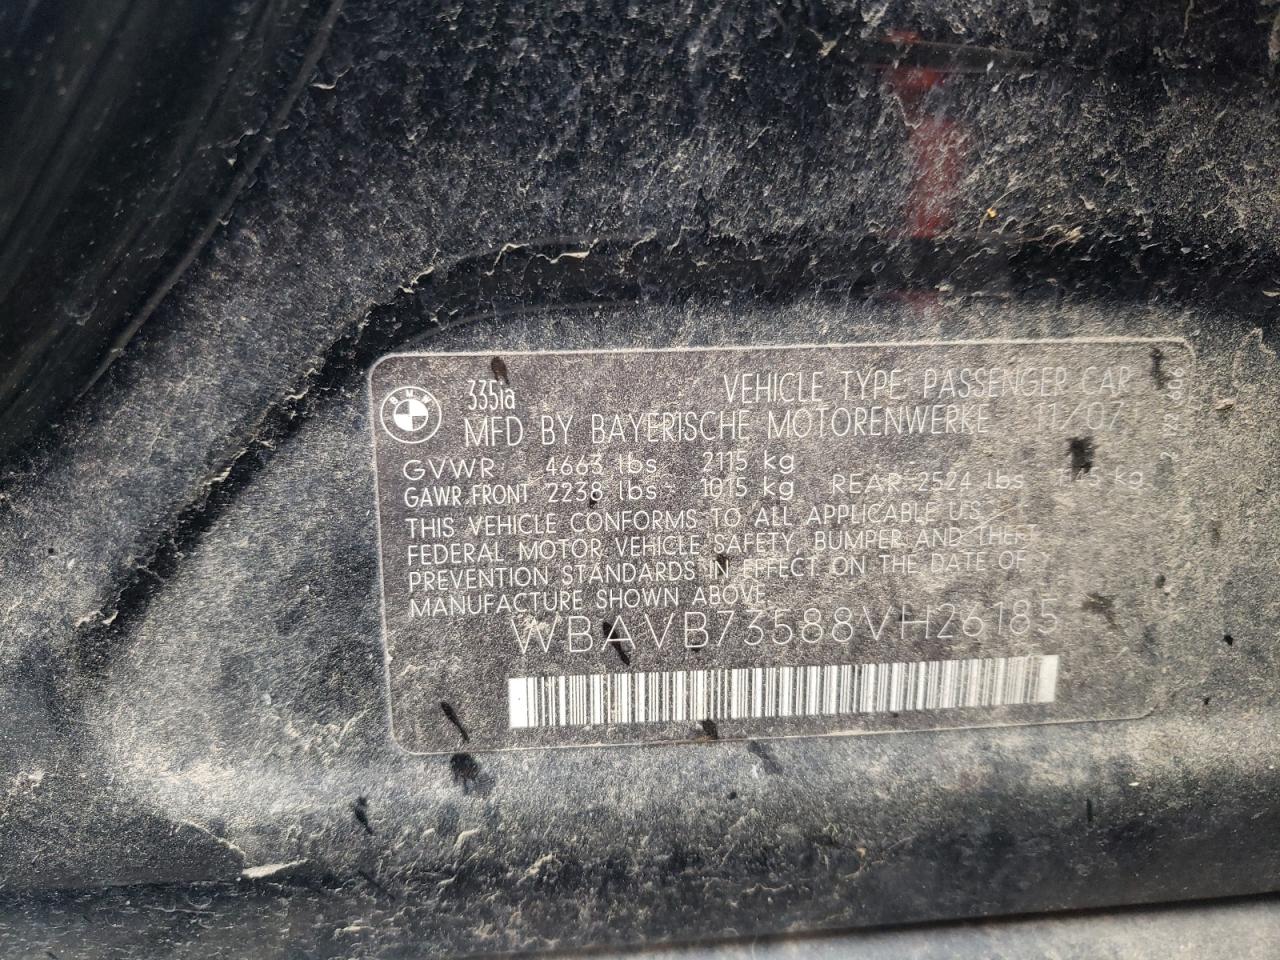 BMW
335ia VEHICLE TYPE PASSENGER CAR
MFD BY BAYERISCHE MOTORENWERKE 11/07
GVWR 4663 lbs 2115 kg
GAWR FRONT 2238 lbs 1015 kg REAR 2524 lbs kg
THIS VEHICLE CONFORMS TO ALL APPLICABLE U.S.
FEDERAL MOTOR VEHICLE SAFETY, BUMPER AND THEFT
PREVENTION STANDARDS IN EFFECT ON THE DATE OF
MANUFACTURE SHOWN ABOVE.
WBAVB73588VH26185